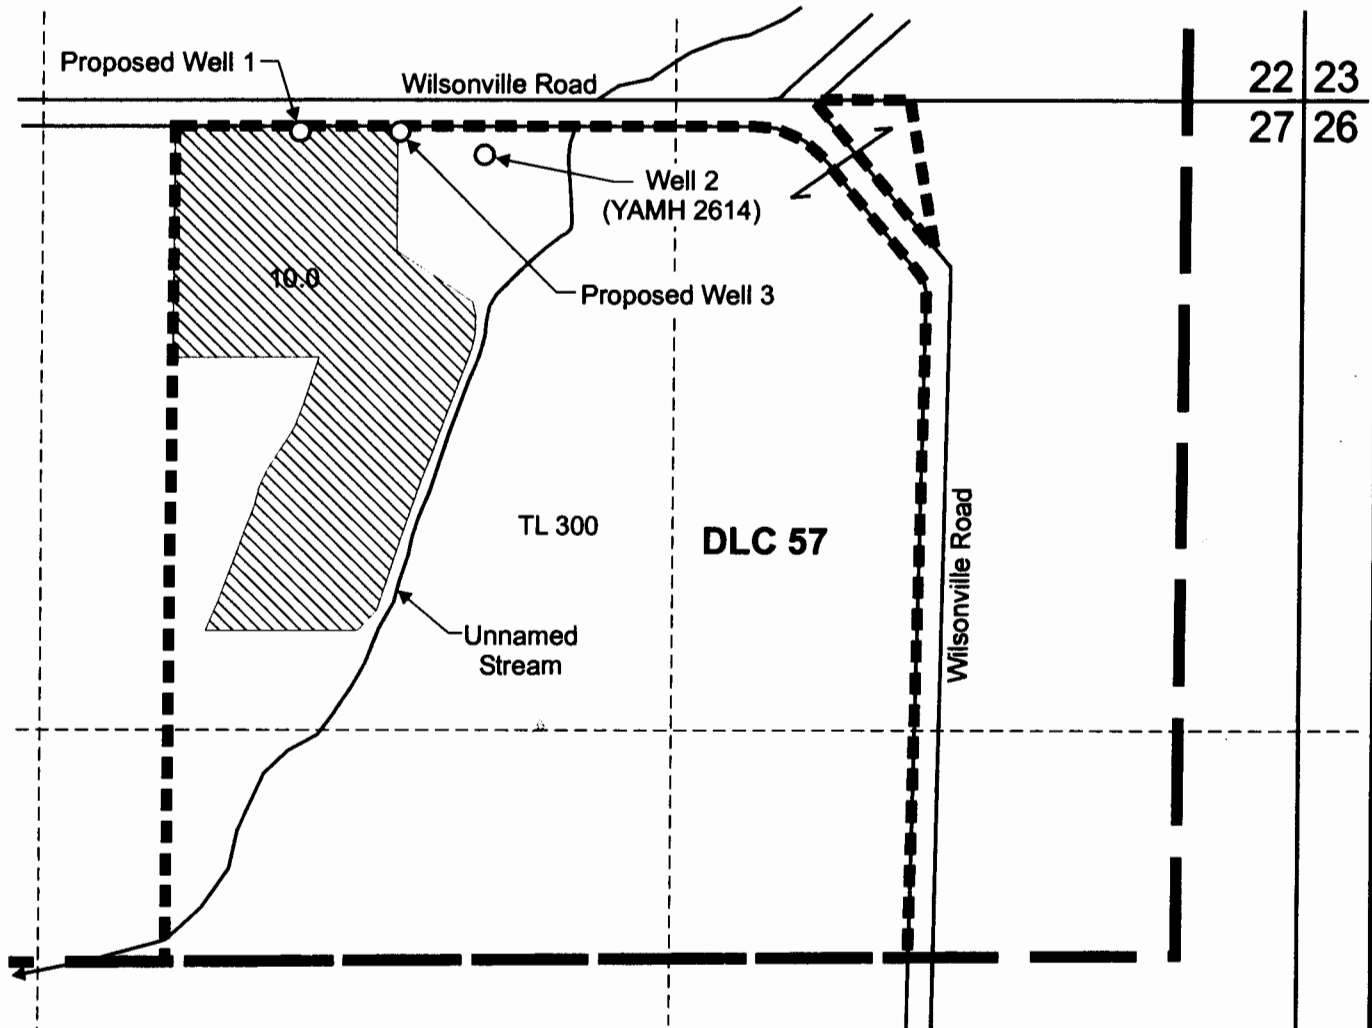 Proposed Well 1
Wilsonville Road
22 23
27 26
Well 2
(YAMH 2614)
10.0
Proposed Well 3
TL 300
DLC 57
Wilsonville Road
Unnamed
Stream